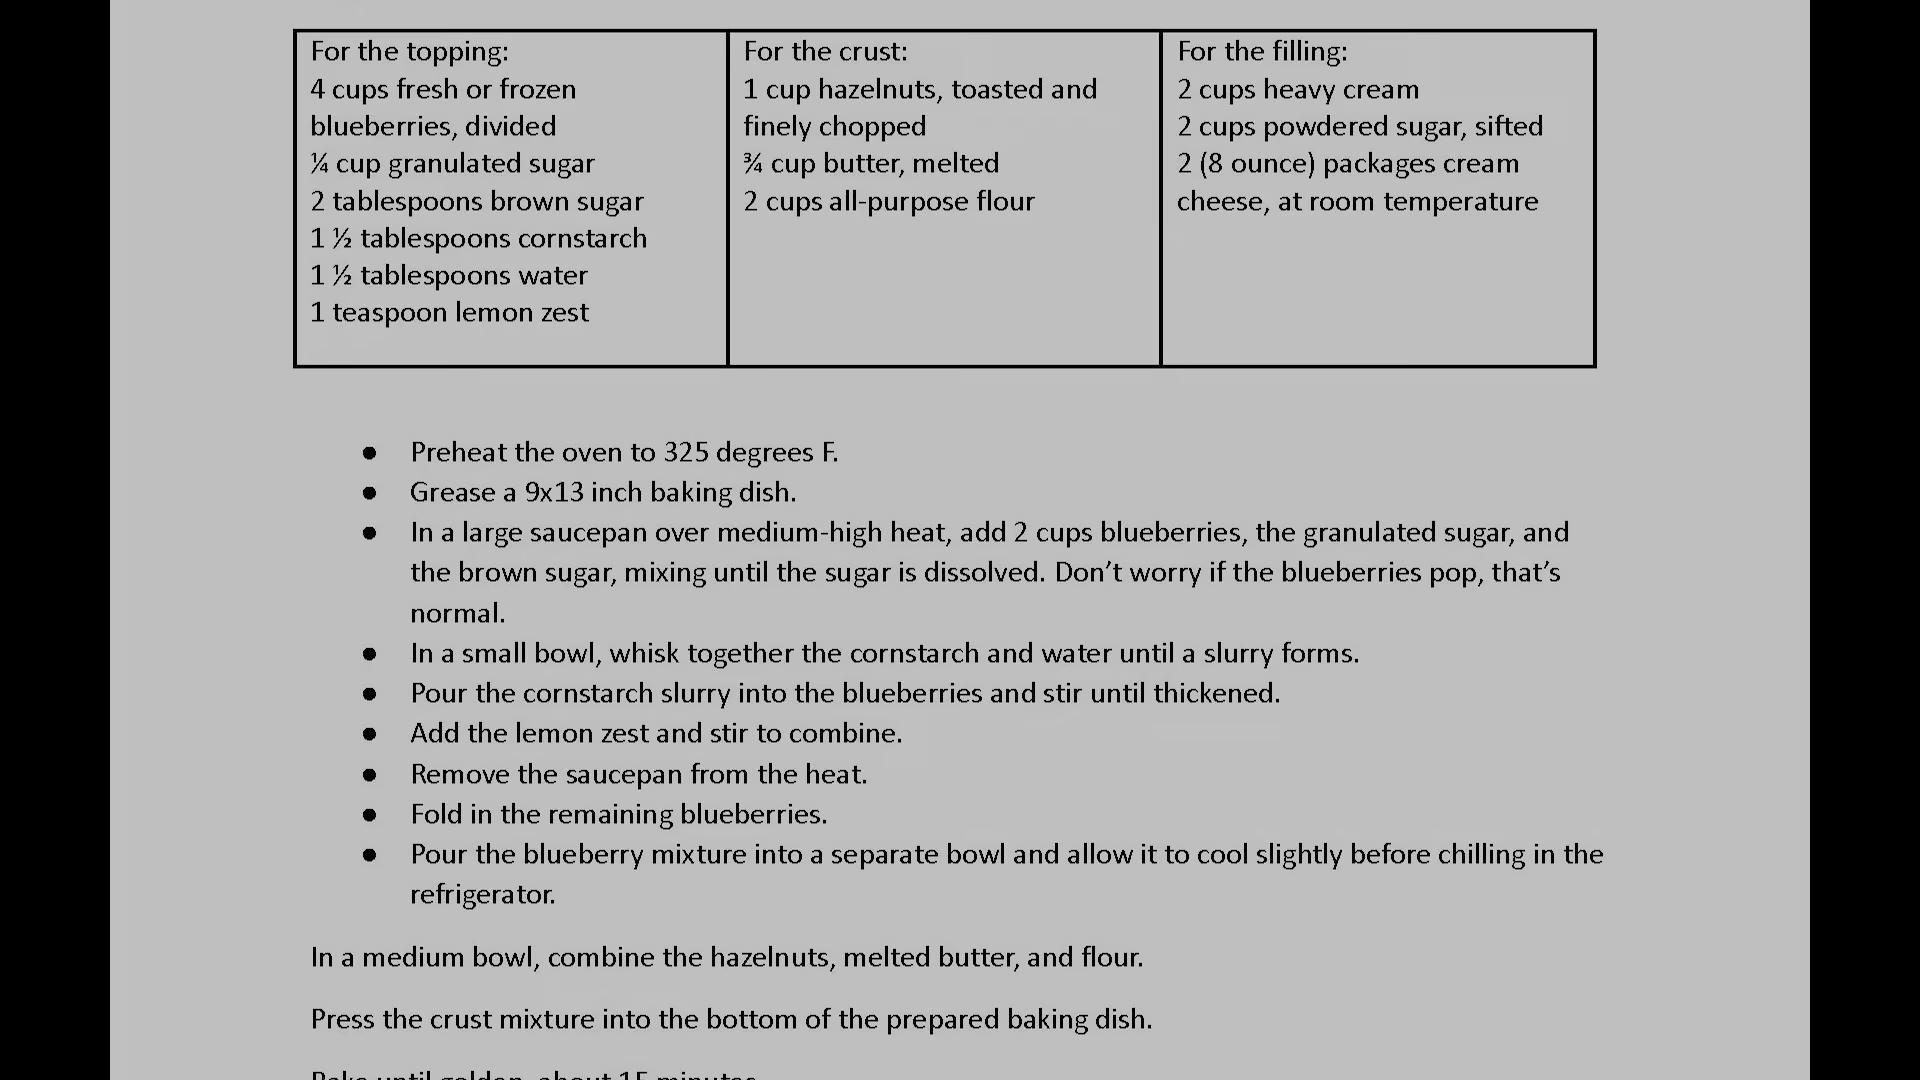 For the topping:
4 cups fresh or frozen
blueberries, divided
¼ cup granulated sugar
2 tablespoons brown sugar
1 ½ tablespoons cornstarch
1 ½ tablespoons water
1 teaspoon lemon zest
For the crust:
1 cup hazelnuts, toasted and
finely chopped
¾ cup butter, melted
2 cups all-purpose flour
For the filling:
2 cups heavy cream
2 cups powdered sugar, sifted
2 (8 ounce) packages cream
cheese, at room temperature
● Preheat the oven to 325 degrees F.
● Grease a 9x13 inch baking dish.
● In a large saucepan over medium-high heat, add 2 cups blueberries, the granulated sugar, and
the brown sugar, mixing until the sugar is dissolved. Don’t worry if the blueberries pop, that’s
normal.
● In a small bowl, whisk together the cornstarch and water until a slurry forms.
● Pour the cornstarch slurry into the blueberries and stir until thickened.
● Add the lemon zest and stir to combine.
● Remove the saucepan from the heat.
● Fold in the remaining blueberries.
● Pour the blueberry mixture into a separate bowl and allow it to cool slightly before chilling in the
refrigerator.
In a medium bowl, combine the hazelnuts, melted butter, and flour.
Press the crust mixture into the bottom of the prepared baking dish.
Bake until golden, about 15 minutes.